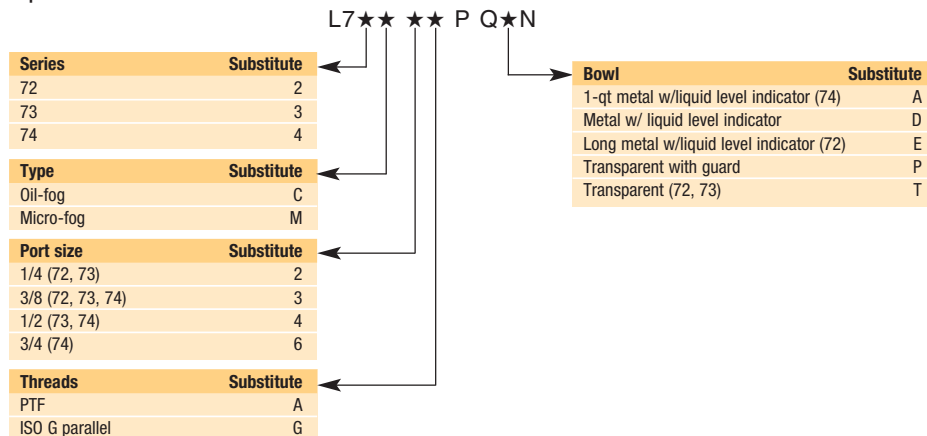 L7★★ ★★ P Q★N
Series Substitute
72 2
73 3
74 4
Type Substitute
Oil-fog C
Micro-fog M
Port size Substitute
1/4 (72, 73) 2
3/8 (72, 73, 74) 3
1/2 (73, 74) 4
3/4 (74) 6
Threads Substitute
PTF A
ISO G parallel G
Bowl Substitute
1-qt metal w/liquid level indicator (74) A
Metal w/ liquid level indicator D
Long metal w/liquid level indicator (72) E
Transparent with guard P
Transparent (72, 73) T